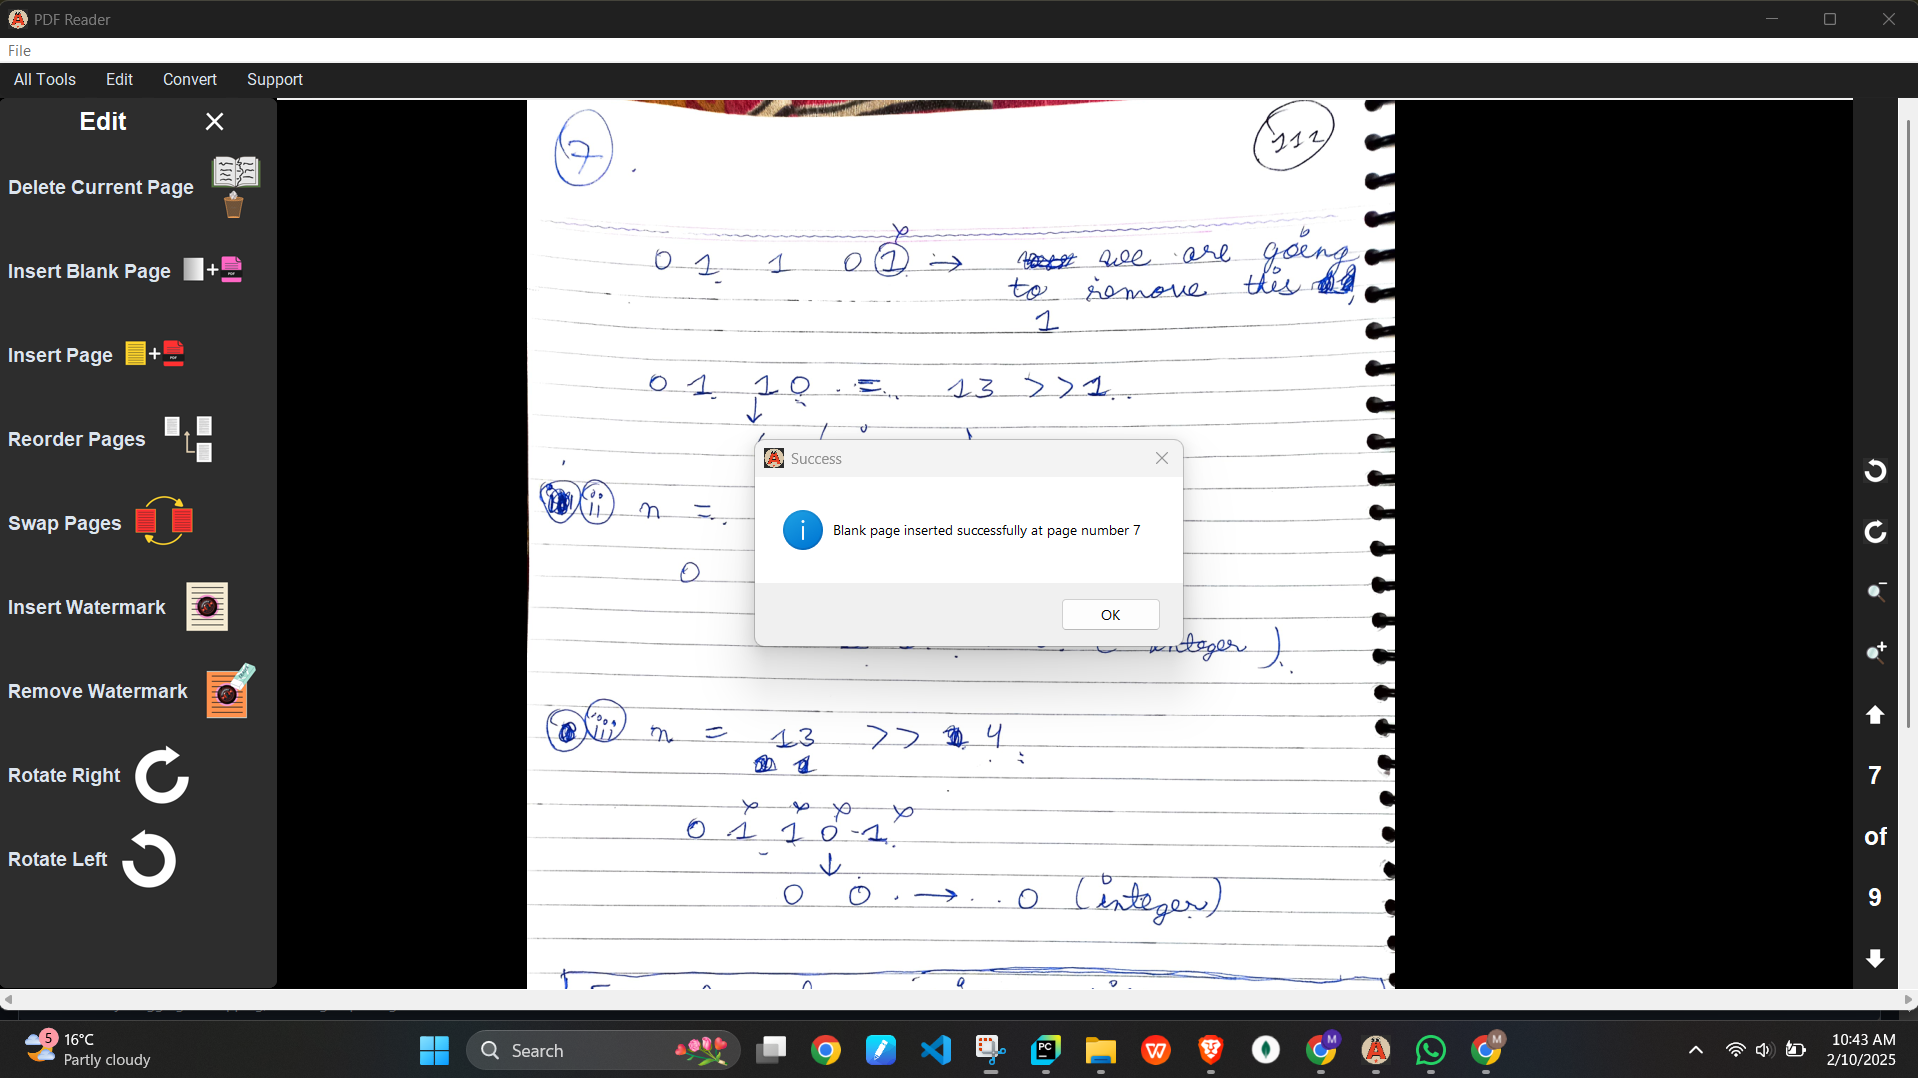 PDF Reader
File
All Tools Edit Convert Support
Edit
Delete Current Page
Insert Blank Page
Insert Page
Reorder Pages
Swap Pages
Insert Watermark
Remove Watermark
Rotate Right
Rotate Left
7
112
0 1 1 0 1 → we are going
to remove this
1
0 1 1 0 = 13 >> 1
ii n =
0
Success
Blank page inserted successfully at page number 7
OK
integer )
iii n = 13 >> 4
1
0 1 1 0 1
0 0 → 0 (integer)
7
of
9
5
16°C
Partly cloudy
Search
10:43 AM
2/10/2025